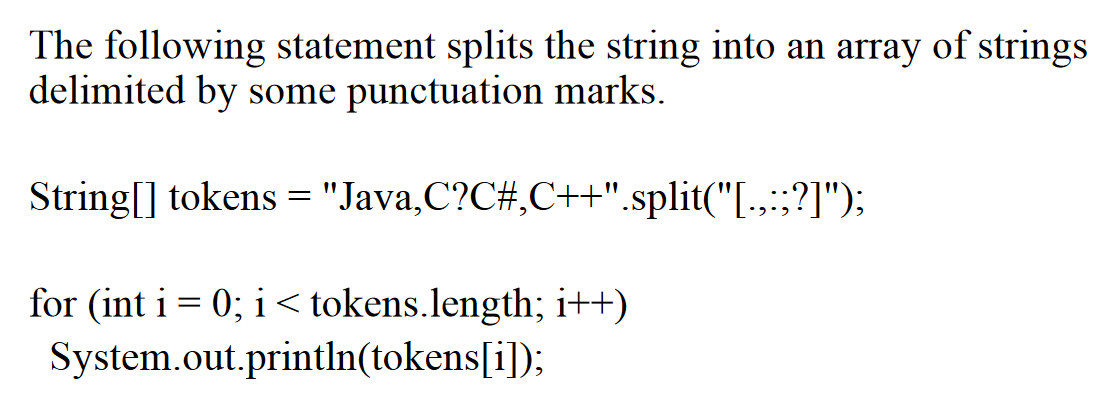 The following statement splits the string into an array of strings
delimited by some punctuation marks.
String[] tokens = "Java,C?C#,C++".split("[.,:;?]");
for (int i = 0; i < tokens.length; i++)
System.out.println(tokens[i]);